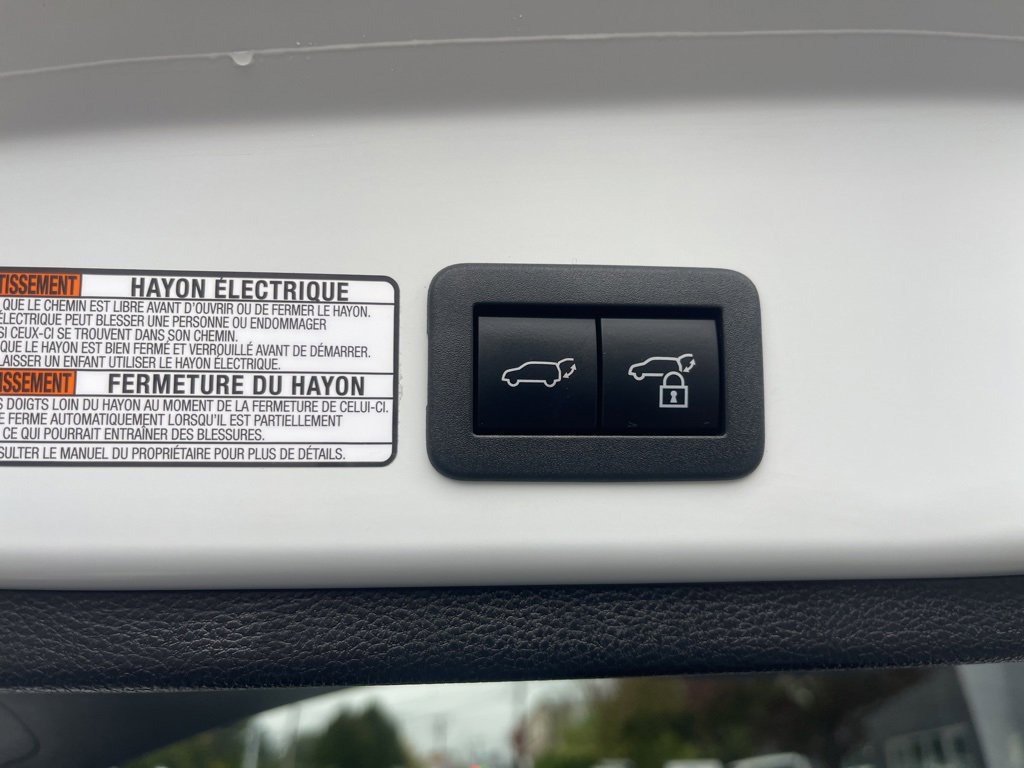 TISSEMENT HAYON ÉLECTRIQUE
QUE LE CHEMIN EST LIBRE AVANT D'OUVRIR OU DE FERMER LE HAYON.
ÉLECTRIQUE PEUT BLESSER UNE PERSONNE OU ENDOMMAGER
SI CEUX-CI SE TROUVENT DANS SON CHEMIN.
QUE LE HAYON EST BIEN FERMÉ ET VERROUILLÉ AVANT DE DÉMARRER.
LAISSER UN ENFANT UTILISER LE HAYON ÉLECTRIQUE.
ISSEMENT FERMETURE DU HAYON
S DOIGTS LOIN DU HAYON AU MOMENT DE LA FERMETURE DE CELUI-CI.
E FERME AUTOMATIQUEMENT LORSQU'IL EST PARTIELLEMENT
CE QUI POURRAIT ENTRAÎNER DES BLESSURES.
SULTER LE MANUEL DU PROPRIÉTAIRE POUR PLUS DE DÉTAILS.